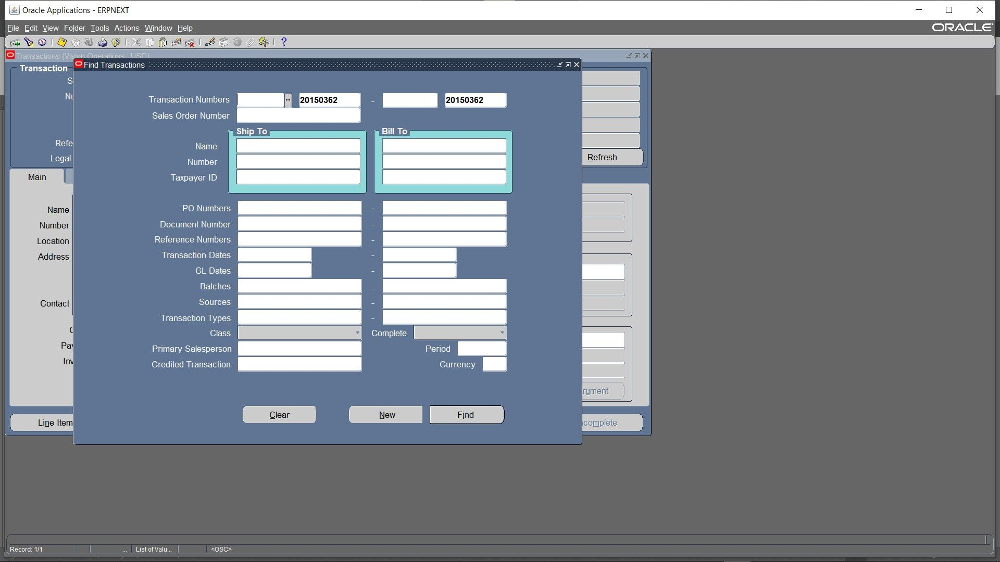 Oracle Applications - ERPNEXT
File Edit View Folder Tools Actions Window Help
ORACLE
Transactions (Vision Operations : USD)
Find Transactions
Transaction
Transaction Numbers ... 20150362 - 20150362
Sales Order Number
Refe
Legal
Refresh
Ship To
Bill To
Name
Number
Taxpayer ID
Main
PO Numbers -
Name
Document Number -
Number
Reference Numbers -
Location
Transaction Dates -
Address
GL Dates -
Batches -
Sources -
Contact
Transaction Types -
Class
Complete
Pay
Primary Salesperson
Period
Inv
Credited Transaction
Currency
rument
Clear
New
Find
Line Item
complete
Record: 1/1
...
List of Valu...
<OSC>